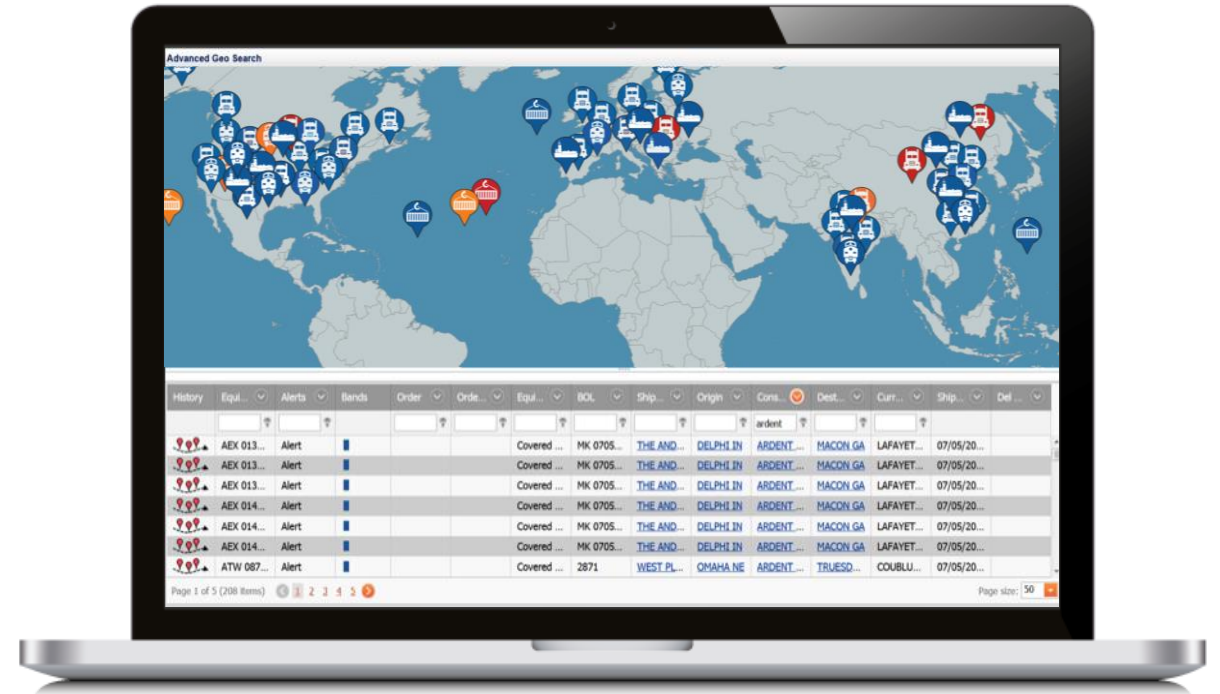 Advanced Geo Search
History Equi... Alerts Bands Order Orde... Equi... BOL Ship... Origin Cons... Dest... Curr... Ship... Del ...
ardent
AEX 013... Alert Covered ... MK 0705... THE AND... DELPHI IN ARDENT ... MACON GA LAFAYET... 07/05/20...
AEX 013... Alert Covered ... MK 0705... THE AND... DELPHI IN ARDENT ... MACON GA LAFAYET... 07/05/20...
AEX 013... Alert Covered ... MK 0705... THE AND... DELPHI IN ARDENT ... MACON GA LAFAYET... 07/05/20...
AEX 014... Alert Covered ... MK 0705... THE AND... DELPHI IN ARDENT ... MACON GA LAFAYET... 07/05/20...
AEX 014... Alert Covered ... MK 0705... THE AND... DELPHI IN ARDENT ... MACON GA LAFAYET... 07/05/20...
AEX 014... Alert Covered ... MK 0705... THE AND... DELPHI IN ARDENT ... MACON GA LAFAYET... 07/05/20...
ATW 087... Alert Covered ... 2871 WEST PL... OMAHA NE ARDENT ... TRUESD... COUBLU... 07/05/20...
Page 1 of 5 (208 items) 1 2 3 4 5 Page size: 50